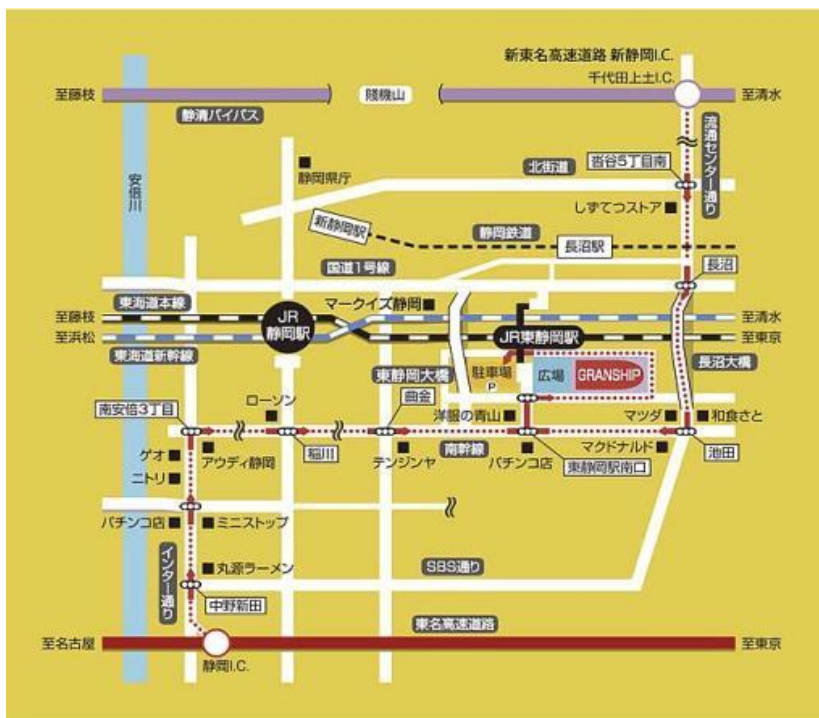 新東名高速道路 新静岡I.C.
千代田上土I.C.
至藤枝
賤機山
至清水
静清バイパス
流通センター通り
安倍川
静岡県庁
北街道
沓谷5丁目南
しずてつストア
新静岡駅
静岡鉄道
長沼駅
国道1号線
長沼
東海道本線
マークイズ静岡
至藤枝
JR
静岡駅
至清水
至浜松
JR東静岡駅
至東京
東海道新幹線
東静岡大橋
駐車場
P
広場
GRANSHIP
長沼大橋
ローソン
南安倍3丁目
曲金
洋服の青山
マツダ
和食さと
ゲオ
アウディ静岡
稲川
テンジンヤ
南幹線
パチンコ店
マクドナルド
池田
東静岡駅南口
ニトリ
パチンコ店
ミニストップ
インター通り
丸源ラーメン
SBS通り
中野新田
東名高速道路
至名古屋
至東京
静岡I.C.